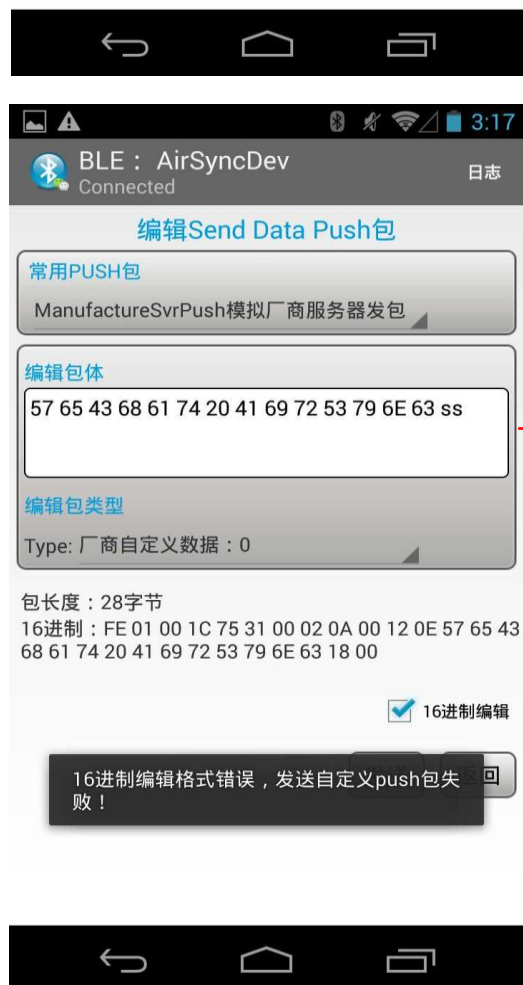 3:17
BLE： AirSyncDev
Connected
日志
编辑Send Data Push包
常用PUSH包
ManufactureSvrPush模拟厂商服务器发包
编辑包体
57 65 43 68 61 74 20 41 69 72 53 79 6E 63 ss
编辑包类型
Type: 厂商自定义数据：0
包长度：28字节
16进制：FE 01 00 1C 75 31 00 02 0A 00 12 0E 57 65 43
68 61 74 20 41 69 72 53 79 6E 63 18 00
16进制编辑
返回
16进制编辑格式错误，发送自定义push包失
败！